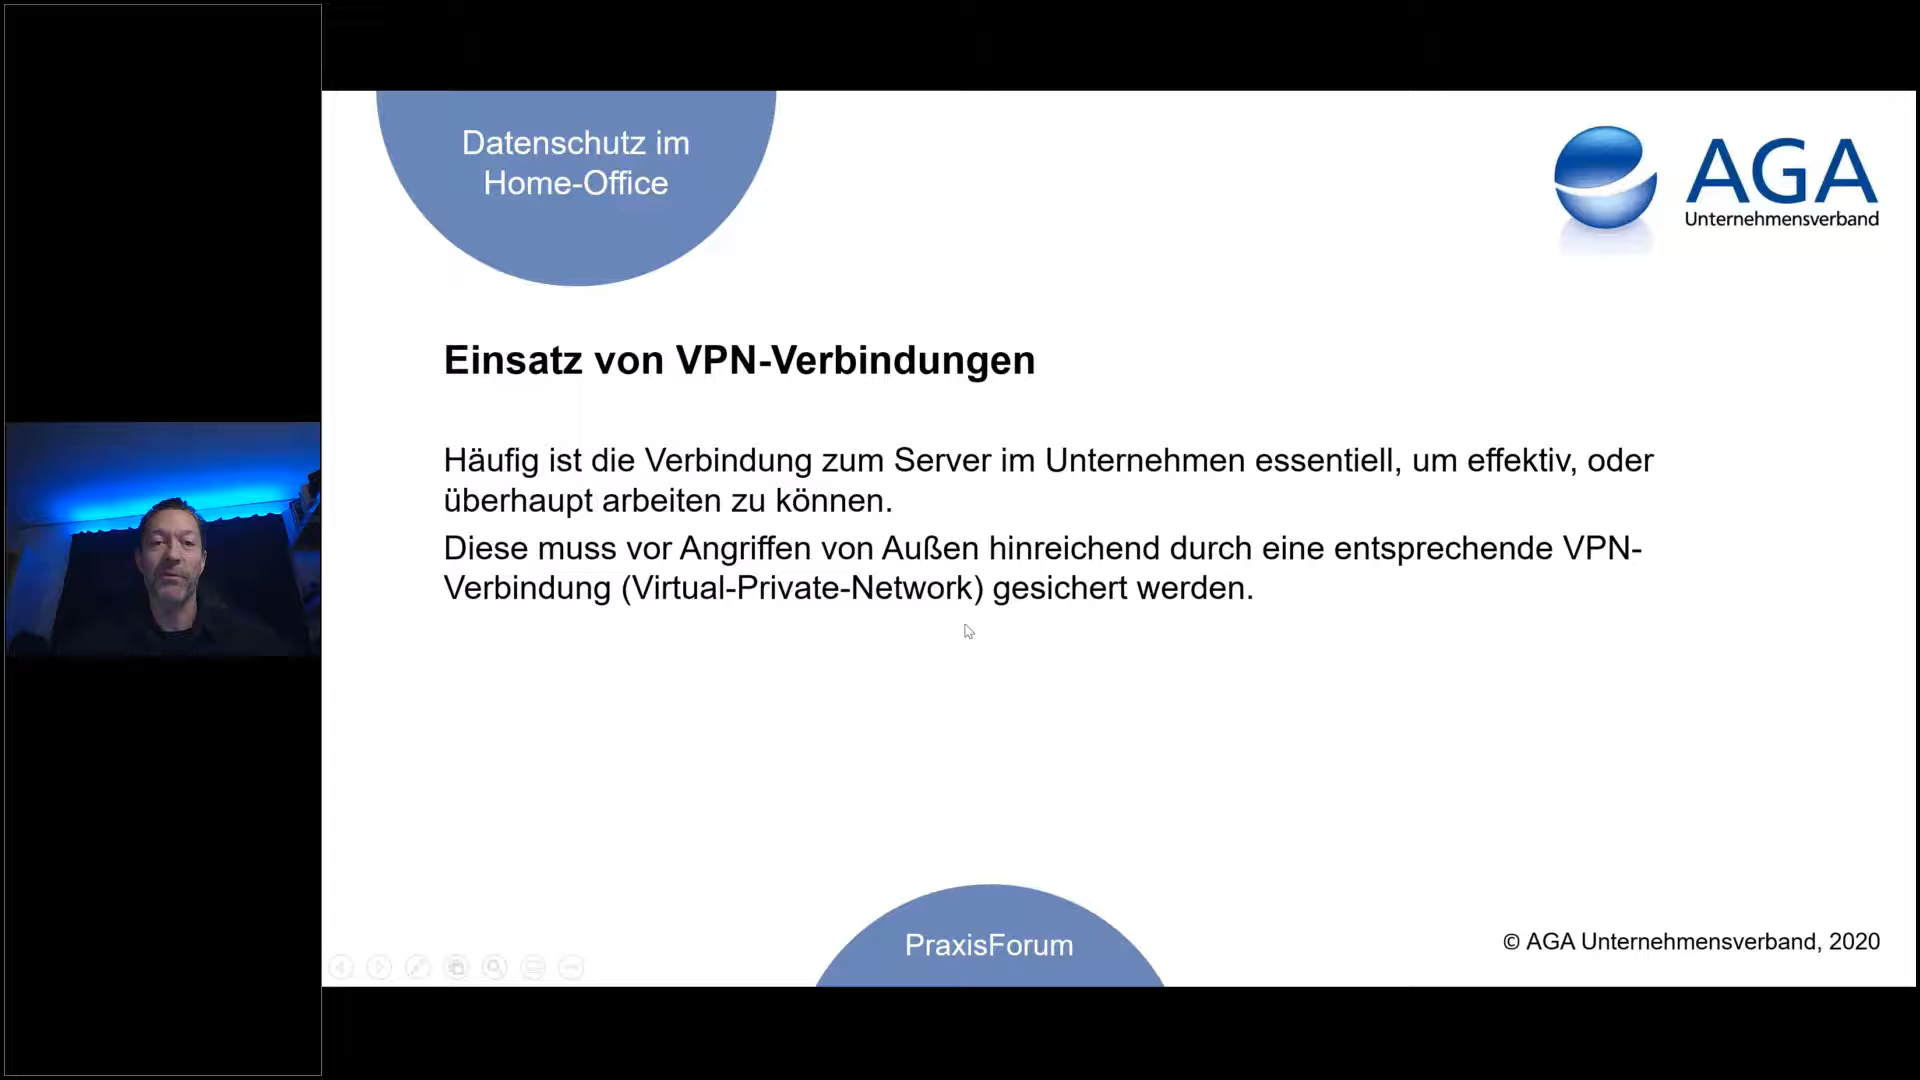 Datenschutz im
Home-Office
AGA
Unternehmensverband
Einsatz von VPN-Verbindungen
Häufig ist die Verbindung zum Server im Unternehmen essentiell, um effektiv, oder
überhaupt arbeiten zu können.
Diese muss vor Angriffen von Außen hinreichend durch eine entsprechende VPN-
Verbindung (Virtual-Private-Network) gesichert werden.
PraxisForum
© AGA Unternehmensverband, 2020